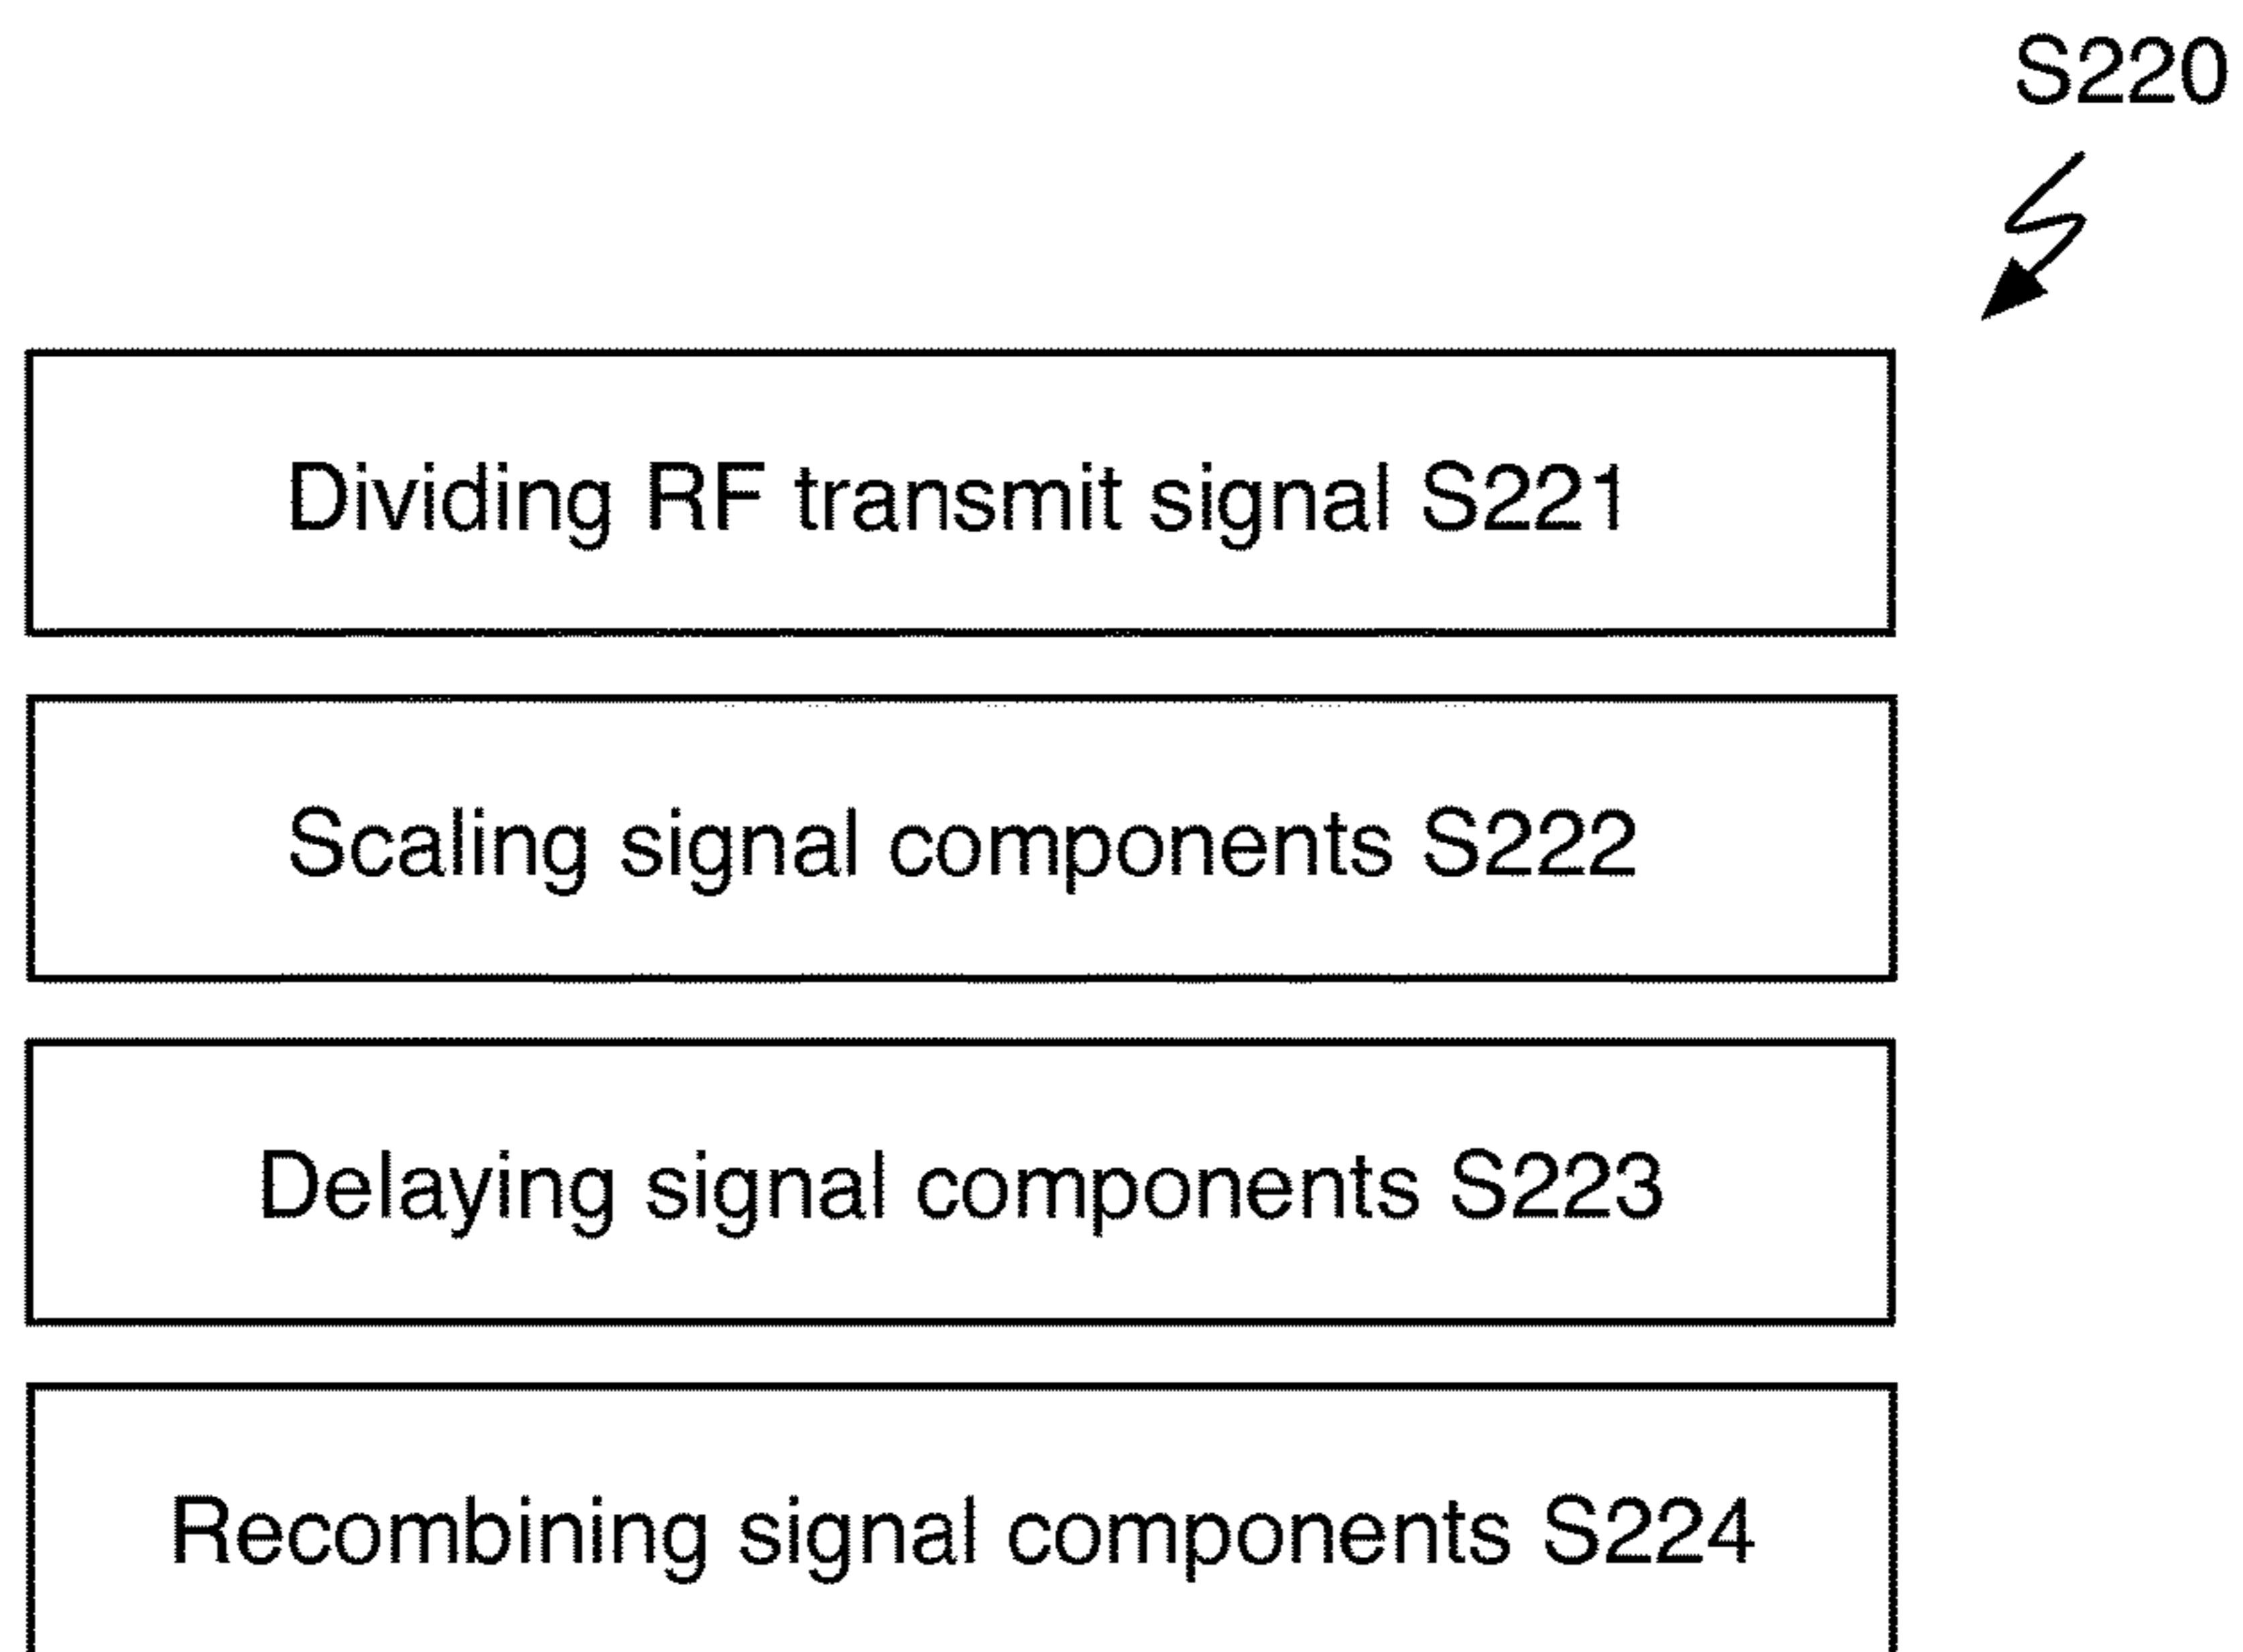 S220
Dividing RF transmit signal S221
Scaling signal components S222
Delaying signal components S223
Recombining signal components S224